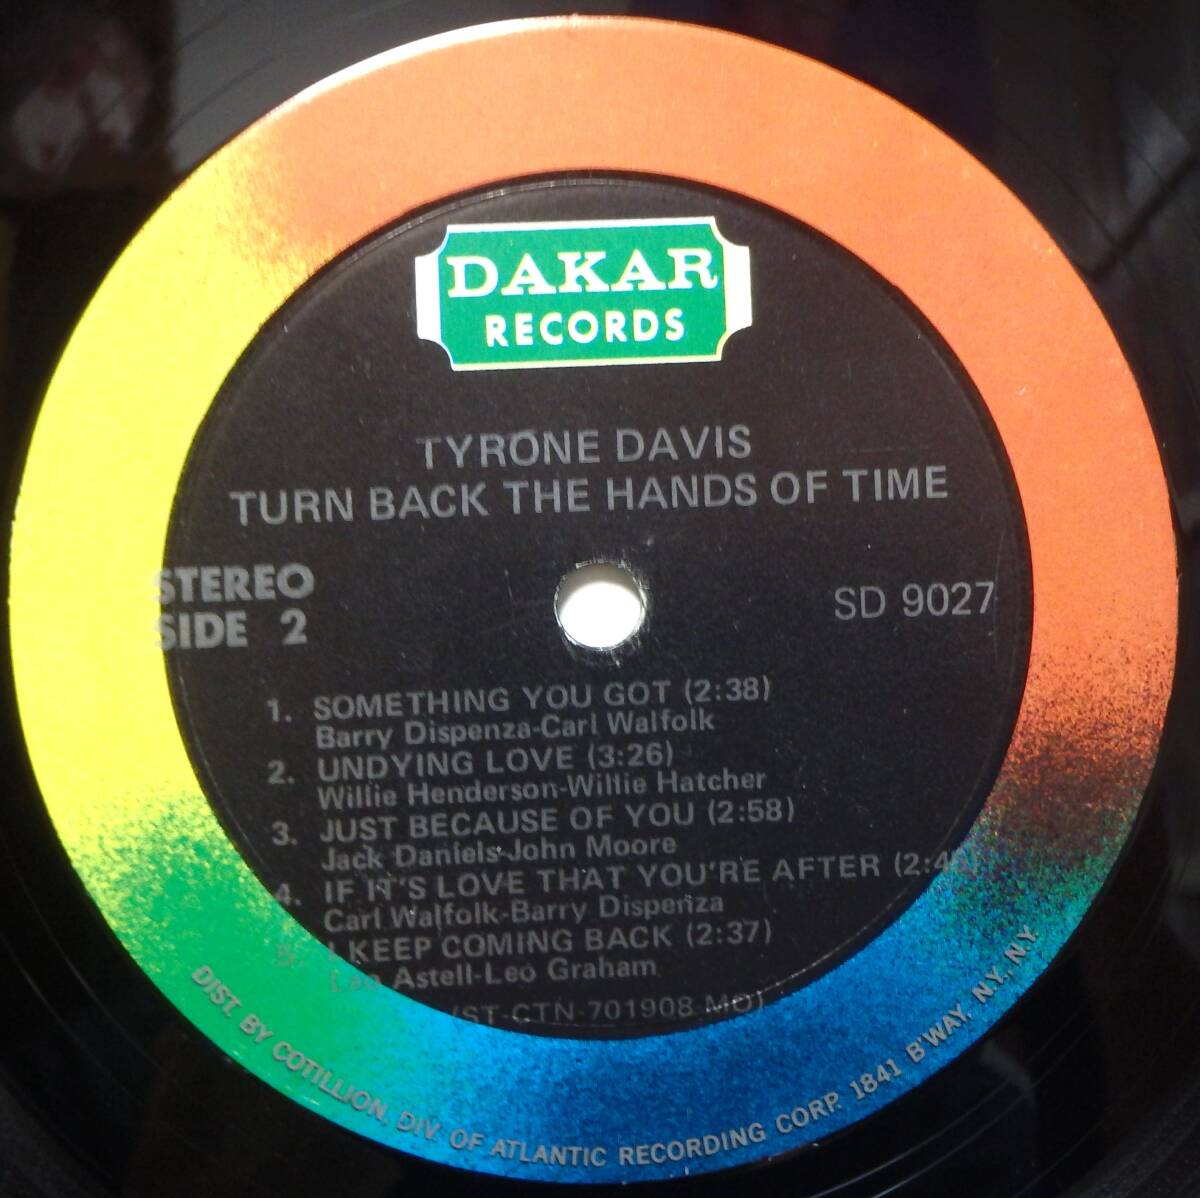 DAKAR
RECORDS
TYRONE DAVIS
TURN BACK THE HANDS OF TIME
STEREO
SIDE 2
SD 9027
1. SOMETHING YOU GOT (2:38)
Barry Dispenza-Carl Walfolk
2. UNDYING LOVE (3:26)
Willie Henderson-Willie Hatcher
3. JUST BECAUSE OF YOU (2:58)
Jack Daniels-John Moore
4. IF IT'S LOVE THAT YOU'RE AFTER
Carl Walfolk-Barry Dispenza
5. I KEEP COMING BACK (2:37)
Astell-Leo Graham
(ST-CTN-701908 MO)
DIST. BY COTILLION, DIV. OF ATLANTIC RECORDING CORP. 1841 B'WAY, N.Y., N.Y.